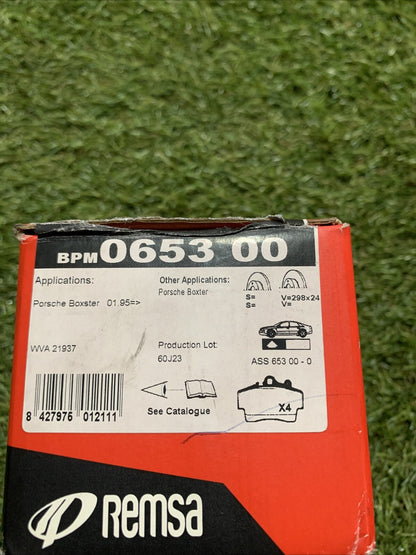 BPM 0653 00
Applications:
Other Applications:
Porsche Boxter
Porsche Boxster 01.95=>
S= V=298x24
S= V=
WVA 21937
Production Lot:
60J23
ASS 653 00 - 0
See Catalogue
X4
8 427976 012111
Remsa